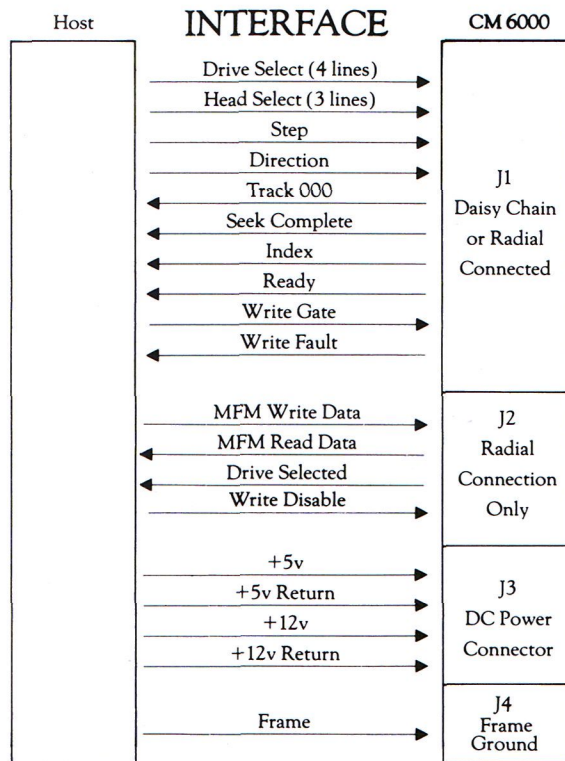 Host INTERFACE CM 6000
Drive Select (4 lines)
Head Select (3 lines)
Step
Direction
Track 000
Seek Complete
Index
Ready
Write Gate
Write Fault
J1
Daisy Chain
or Radial
Connected
MFM Write Data
MFM Read Data
Drive Selected
Write Disable
J2
Radial
Connection
Only
+5v
+5v Return
+12v
+12v Return
J3
DC Power
Connector
Frame
J4
Frame
Ground